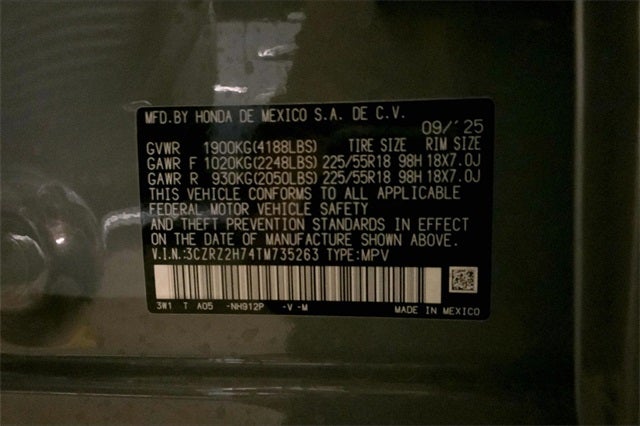 MFD.BY HONDA DE MEXICO S.A. DE C.V.
09/'25
GVWR 1900KG(4188LBS) TIRE SIZE RIM SIZE
GAWR F 1020KG(2248LBS) 225/55R18 98H 18X7.0J
GAWR R 930KG(2050LBS) 225/55R18 98H 18X7.0J
THIS VEHICLE CONFORMS TO ALL APPLICABLE
FEDERAL MOTOR VEHICLE SAFETY
AND THEFT PREVENTION STANDARDS IN EFFECT
ON THE DATE OF MANUFACTURE SHOWN ABOVE.
V.I.N.:3CZRZ2H74TM735263 TYPE:MPV
3W1 T A05 -NH912P -V -M MADE IN MEXICO